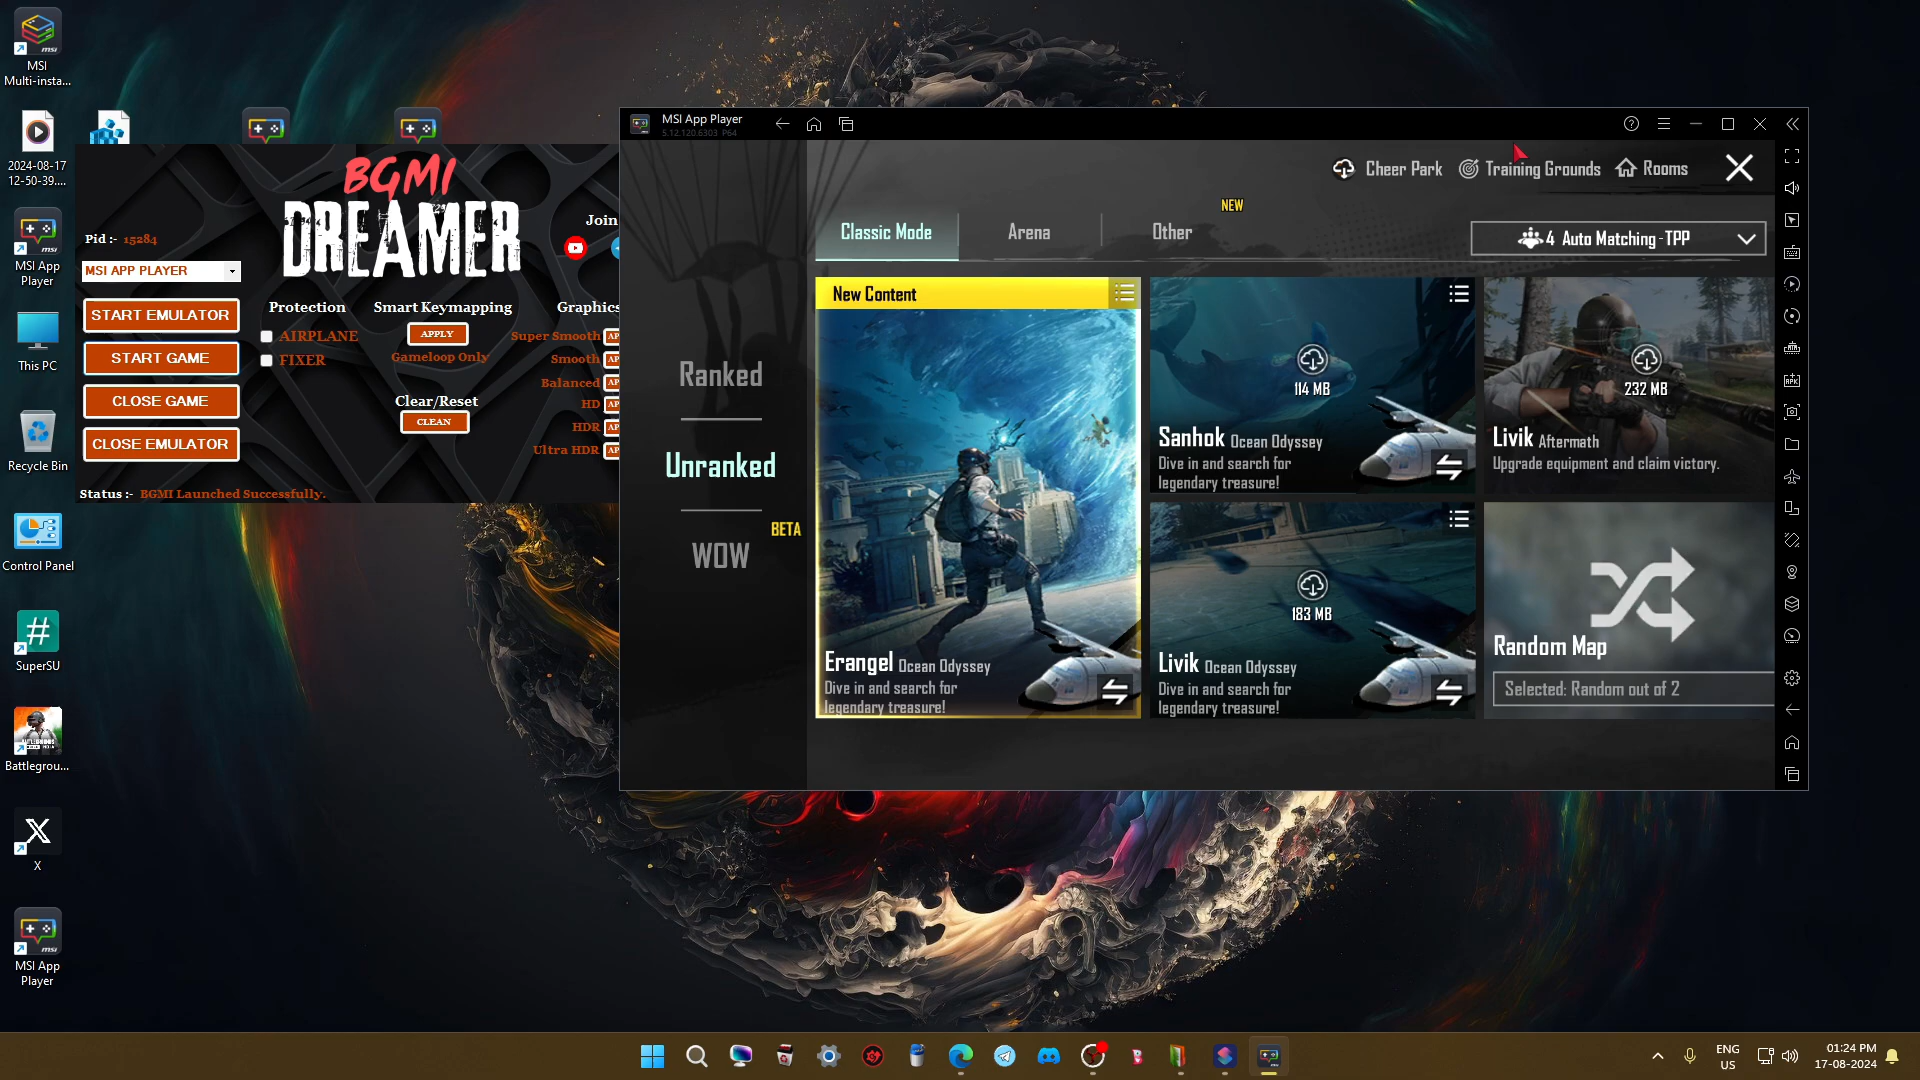 MSI
Multi-insta...
2024-08-17
12-50-39....
MSI App
Player
This PC
Recycle Bin
Control Panel
SuperSU
Battlegrou...
X
MSI App
Player
BGMI
DREAMER
Join
Pid :- 15284
MSI APP PLAYER
START EMULATOR
START GAME
CLOSE GAME
CLOSE EMULATOR
Protection
AIRPLANE
FIXER
Smart Keymapping
APPLY
Gameloop Only
Clear/Reset
CLEAN
Graphics
Super Smooth
Smooth
Balanced
HD
HDR
Ultra HDR
Status :- BGMI Launched Successfully.
MSI App Player
5.12.120.6303 P64
Cheer Park
Training Grounds
Rooms
NEW
Classic Mode
Arena
Other
4 Auto Matching-TPP
Ranked
Unranked
BETA
WOW
New Content
Erangel Ocean Odyssey
Dive in and search for
legendary treasure!
114 MB
Sanhok Ocean Odyssey
Dive in and search for
legendary treasure!
232 MB
Livik Aftermath
Upgrade equipment and claim victory.
183 MB
Livik Ocean Odyssey
Dive in and search for
legendary treasure!
Random Map
Selected: Random out of 2
ENG
US
01:24 PM
17-08-2024